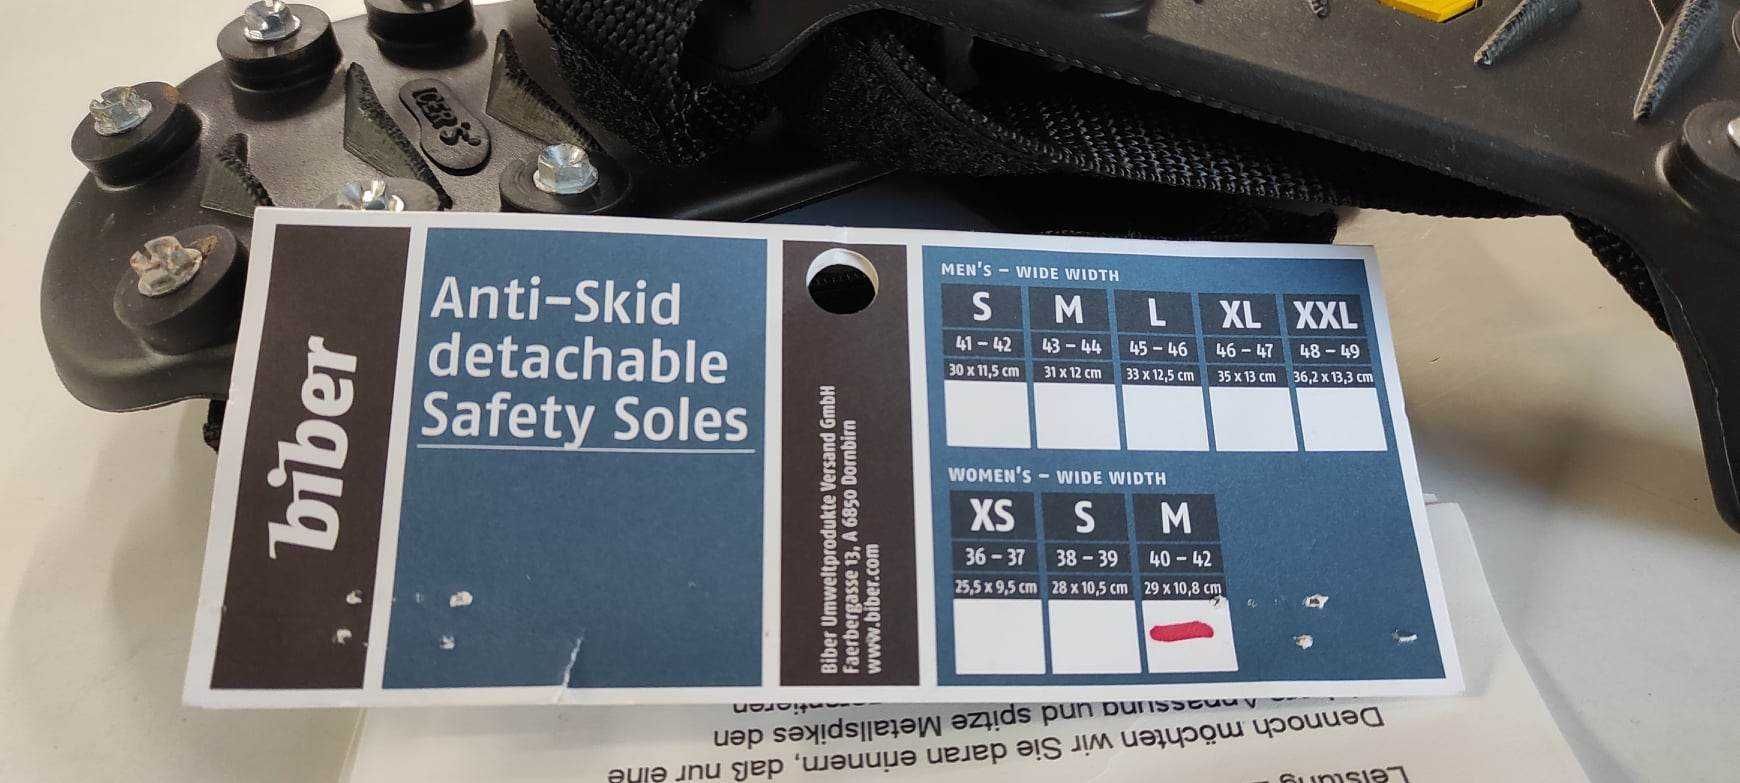 ICER'S
biber
Anti-Skid
detachable
Safety Soles
Biber Umweltprodukte Versand GmbH
Faerbergasse 13, A 6850 Dornbirn
www.biber.com
MEN'S – WIDE WIDTH
S M L XL XXL
41 – 42 43 – 44 45 – 46 46 – 47 48 – 49
30 x 11,5 cm 31 x 12 cm 33 x 12,5 cm 35 x 13 cm 36,2 x 13,3 cm
WOMEN'S – WIDE WIDTH
XS S M
36 – 37 38 – 39 40 – 42
25,5 x 9,5 cm 28 x 10,5 cm 29 x 10,8 cm
Leistung
Dennoch möchten wir Sie daran erinnern, daß nur eine
Anpassung und spitze Metallspikes den